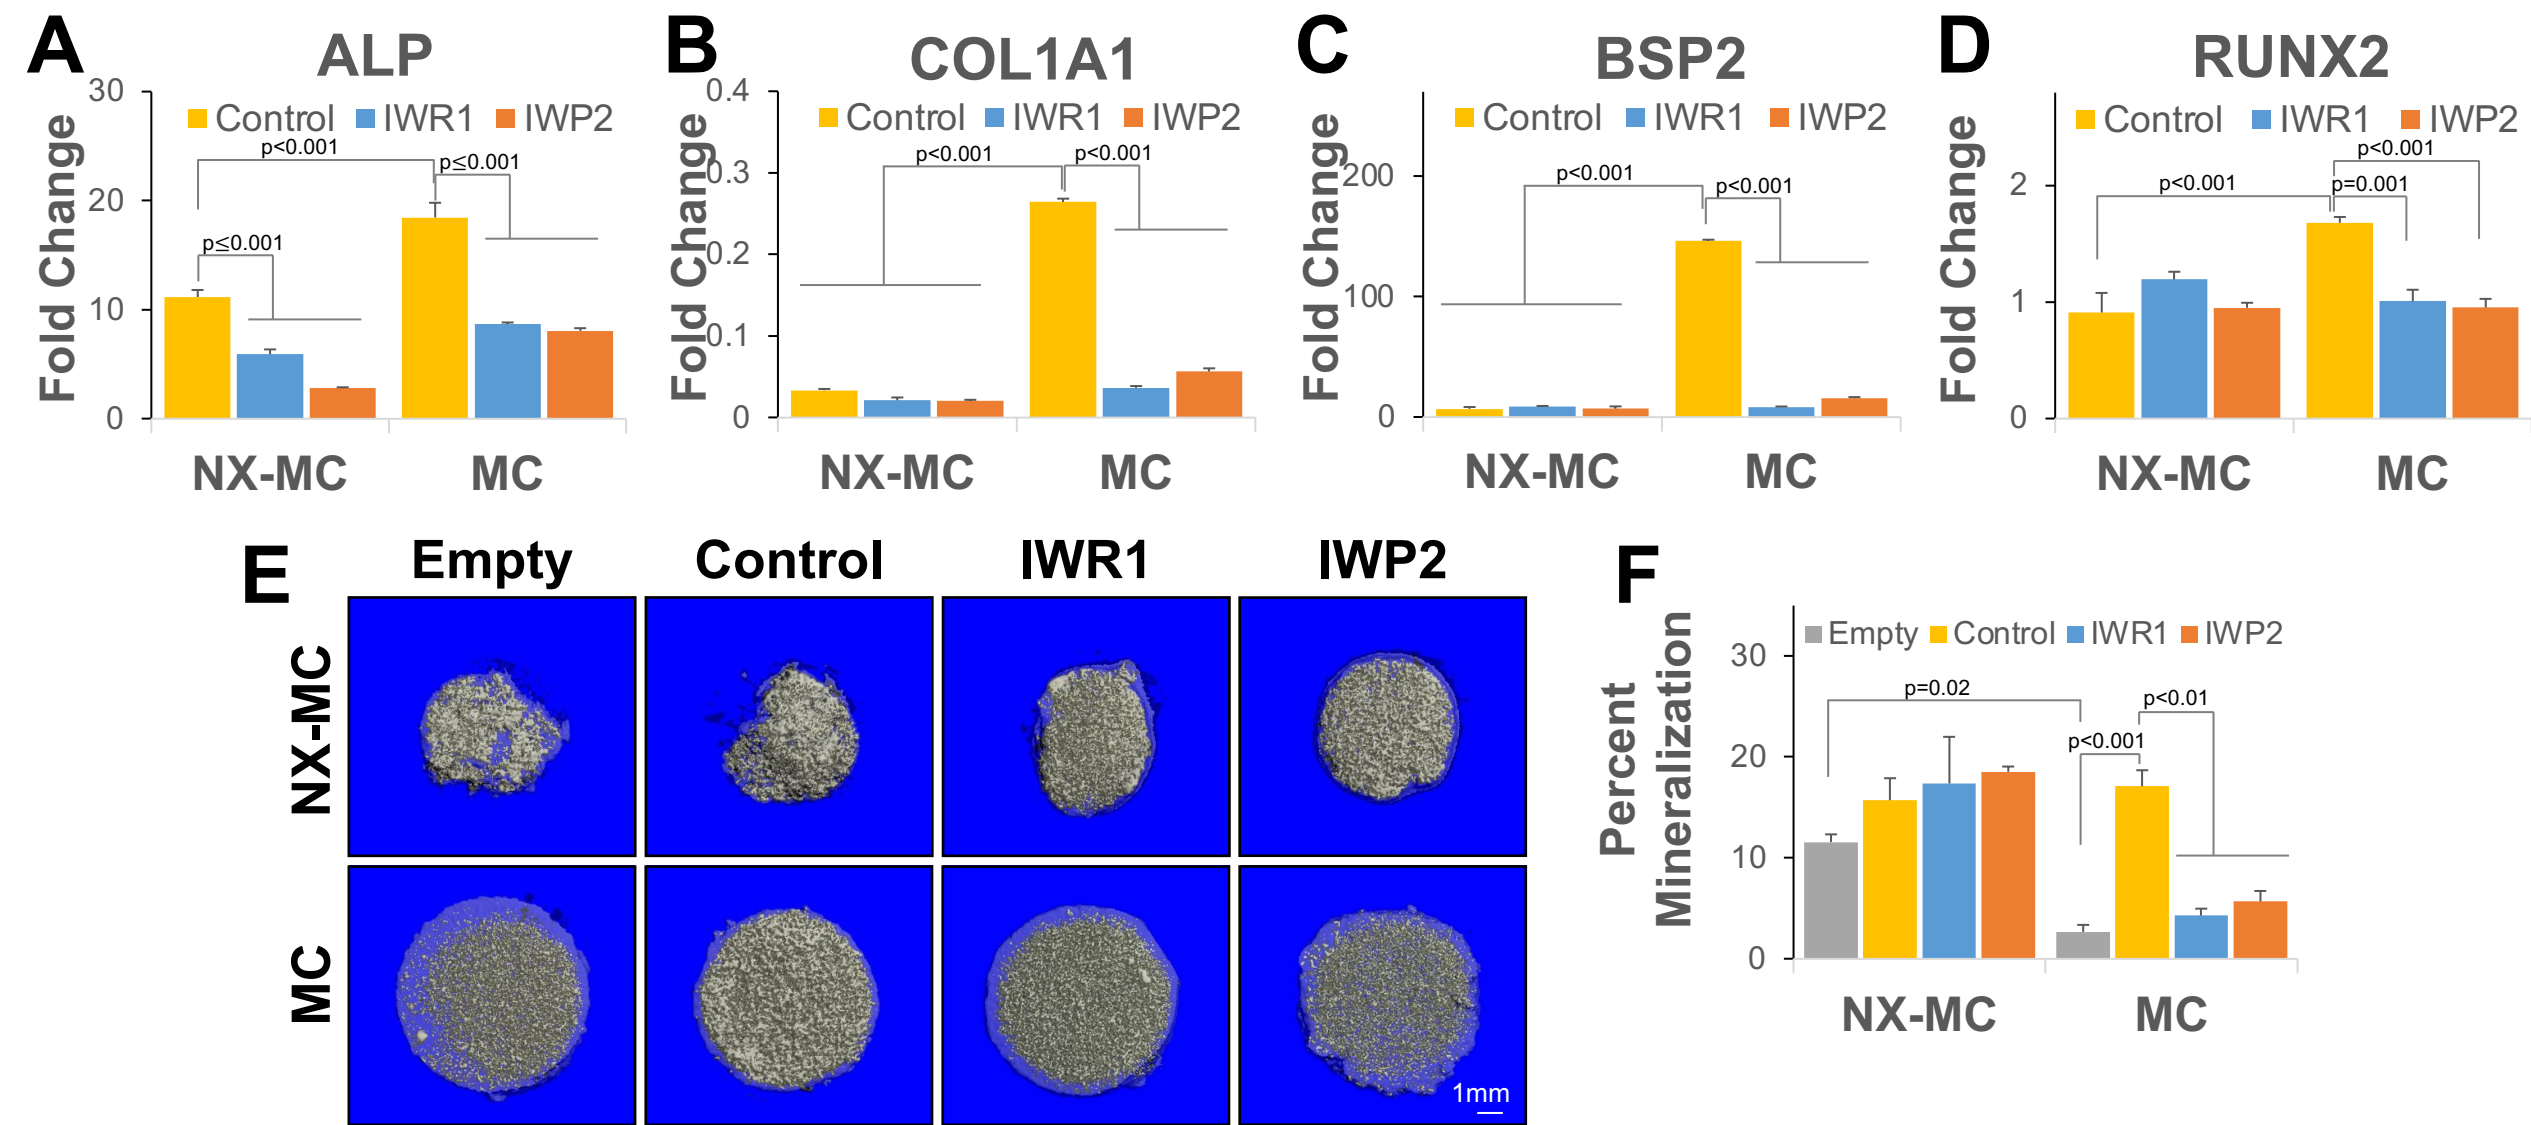 A
ALP
Fold Change
30
20
10
0
Control IWR1 IWP2
p<0.001
p≤0.001
p≤0.001
NX-MC MC
B
COL1A1
Fold Change
0.4
0.3
0.2
0.1
0
Control IWR1 IWP2
p<0.001
p<0.001
NX-MC MC
C
BSP2
Fold Change
200
100
0
Control IWR1 IWP2
p<0.001
p<0.001
NX-MC MC
D
RUNX2
Fold Change
2
1
0
Control IWR1 IWP2
p<0.001
p<0.001
p=0.001
NX-MC MC
E
Empty Control IWR1 IWP2
NX-MC
MC
1mm
F
Percent
Mineralization
30
20
10
0
Empty Control IWR1 IWP2
p=0.02
p<0.01
p<0.001
NX-MC MC